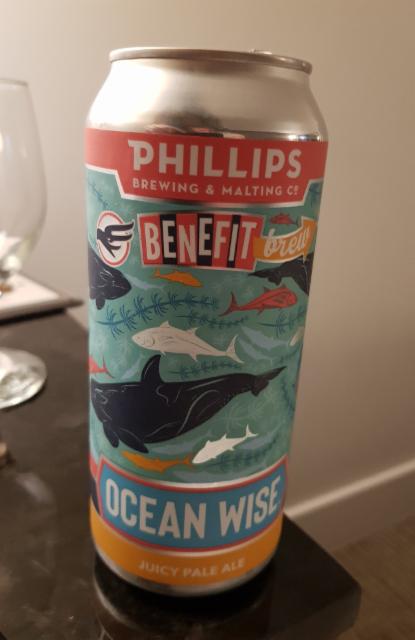 PHILLIPS
BREWING & MALTING Cº
BENEFIT brew
OCEAN WISE
JUICY PALE ALE